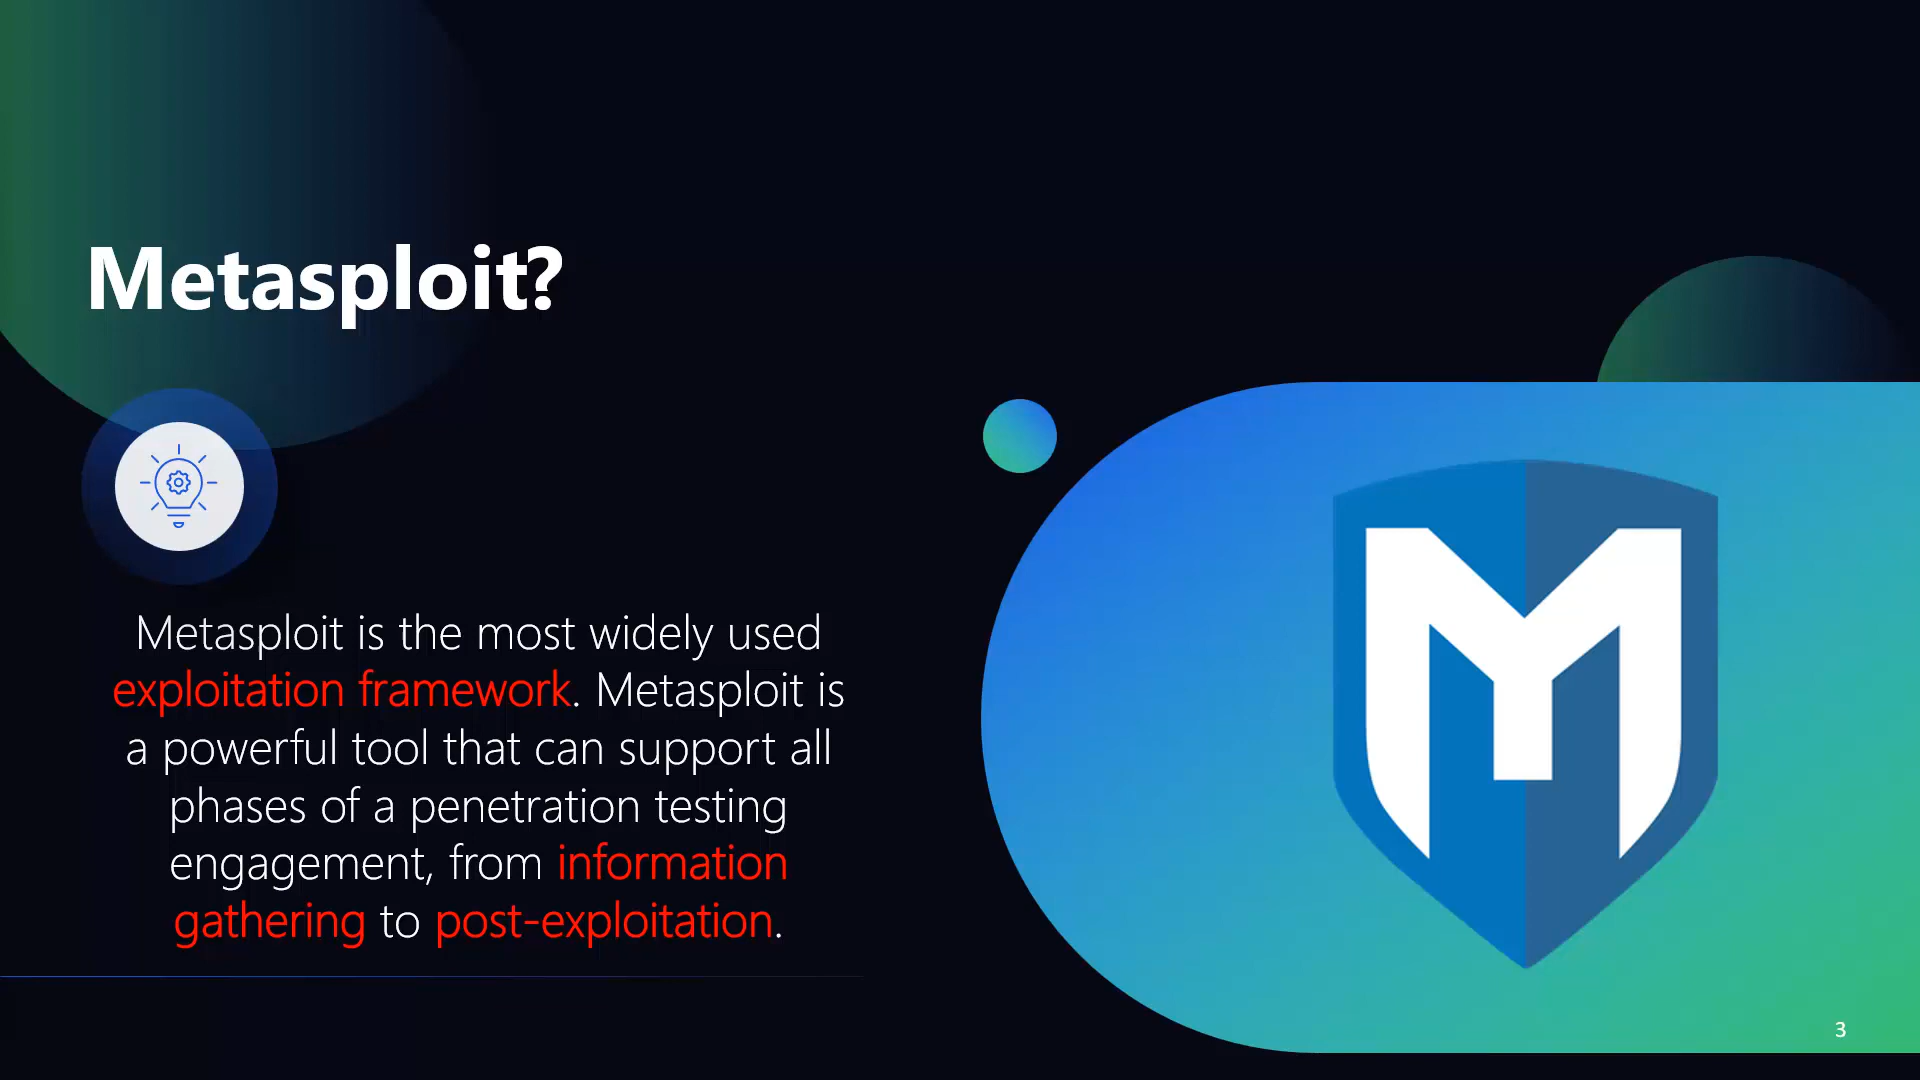 Metasploit?
Metasploit is the most widely used
exploitation framework. Metasploit is
a powerful tool that can support all
phases of a penetration testing
engagement, from information
gathering to post-exploitation.
M
3